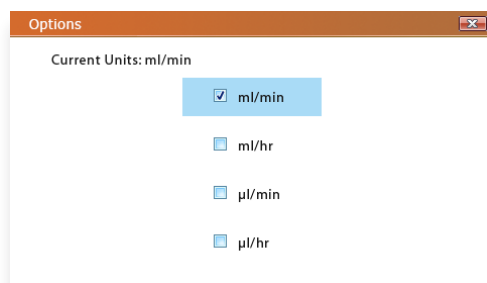 Options
Current Units: ml/min
ml/min
ml/hr
µl/min
µl/hr